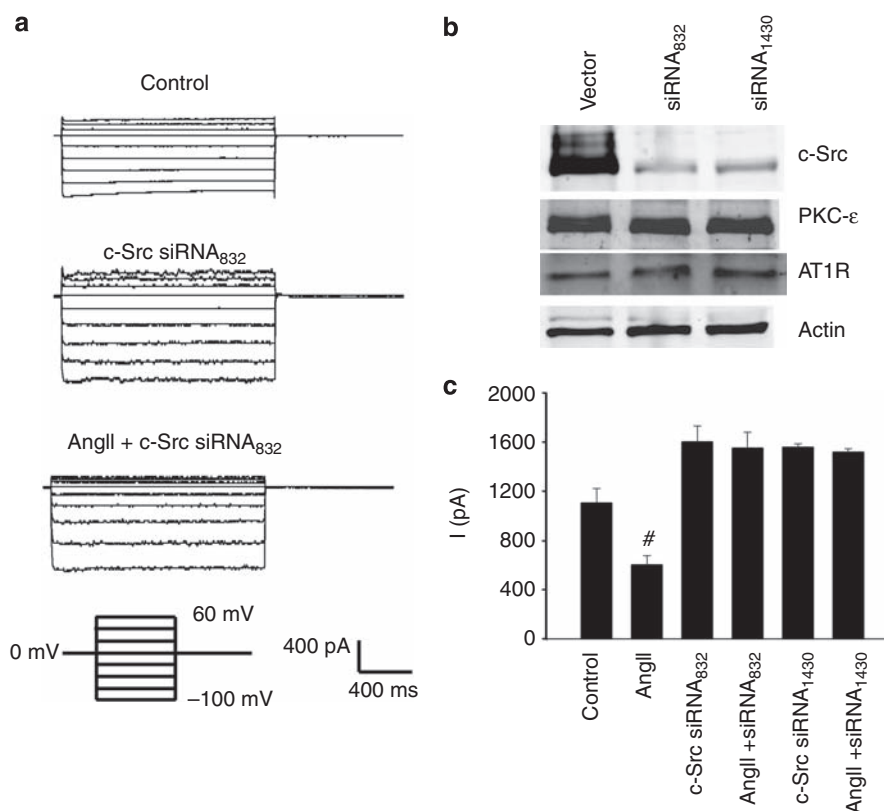 a
Control
c-Src siRNA832
AngII + c-Src siRNA832
60 mV
0 mV
–100 mV
400 pA
400 ms
b
Vector
siRNA832
siRNA1430
c-Src
PKC-ε
AT1R
Actin
c
I (pA)
2000
1600
1200
800
400
0
#
Control
AngII
c-Src siRNA832
AngII +siRNA832
c-Src siRNA1430
AngII +siRNA1430